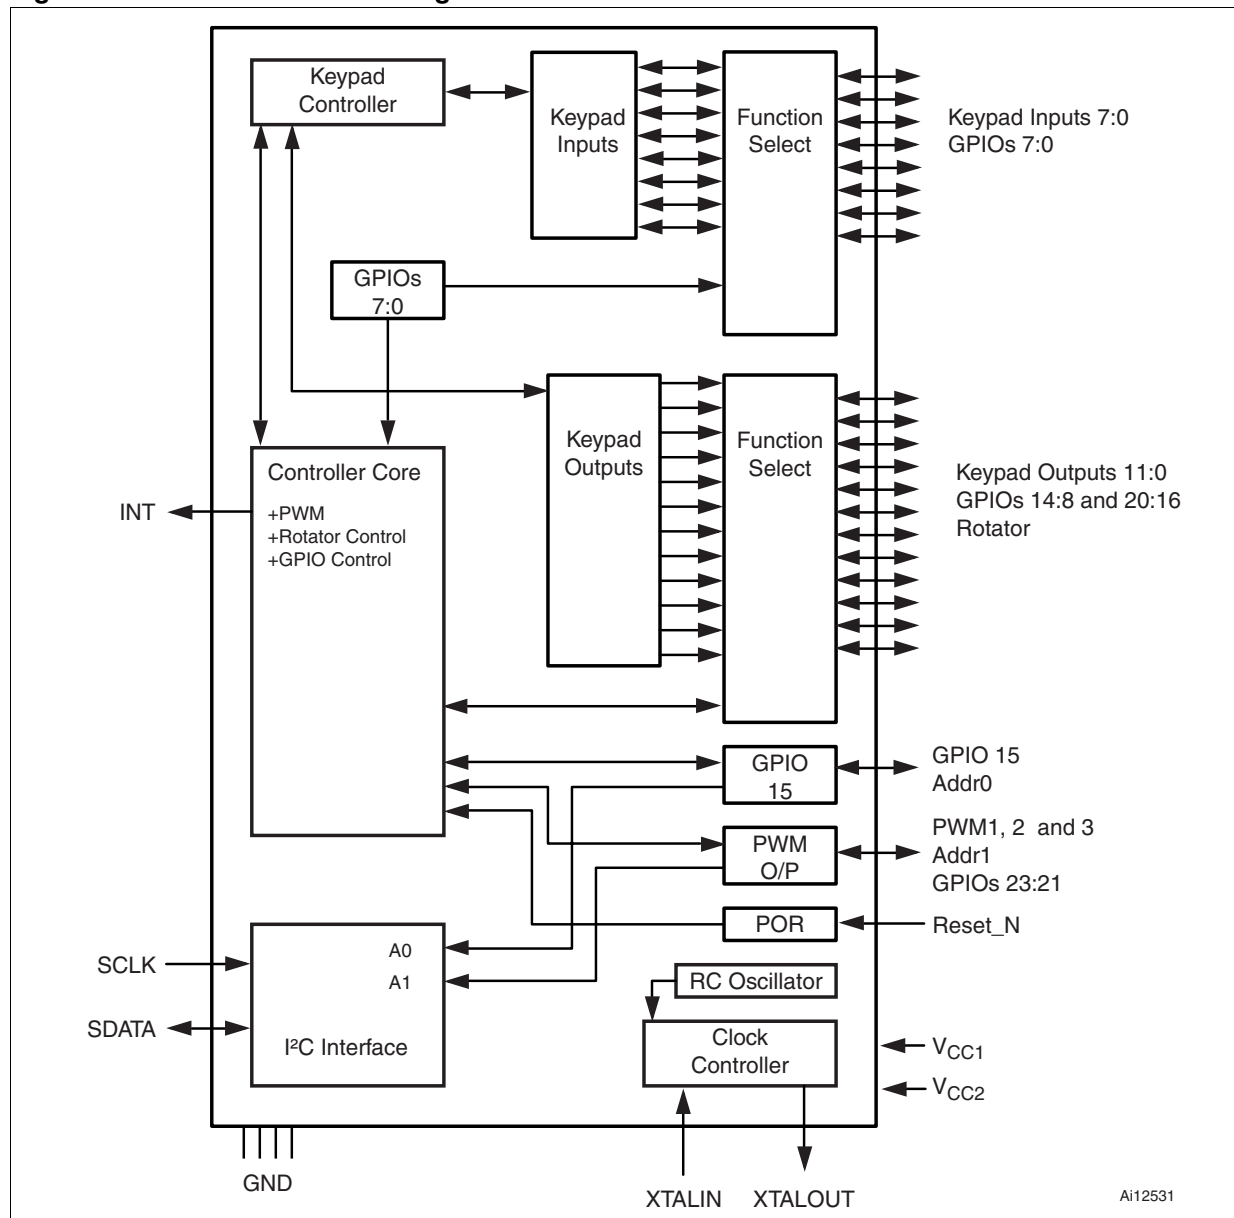 Keypad
Controller
Keypad
Inputs
Function
Select
Keypad Inputs 7:0
GPIOs 7:0
GPIOs
7:0
Keypad
Outputs
Function
Select
Keypad Outputs 11:0
GPIOs 14:8 and 20:16
Rotator
Controller Core
+PWM
+Rotator Control
+GPIO Control
INT
GPIO
15
GPIO 15
Addr0
PWM
O/P
PWM1, 2 and 3
Addr1
GPIOs 23:21
POR
Reset_N
A0
A1
I²C Interface
SCLK
SDATA
RC Oscillator
Clock
Controller
VCC1
VCC2
GND
XTALIN
XTALOUT
Ai12531